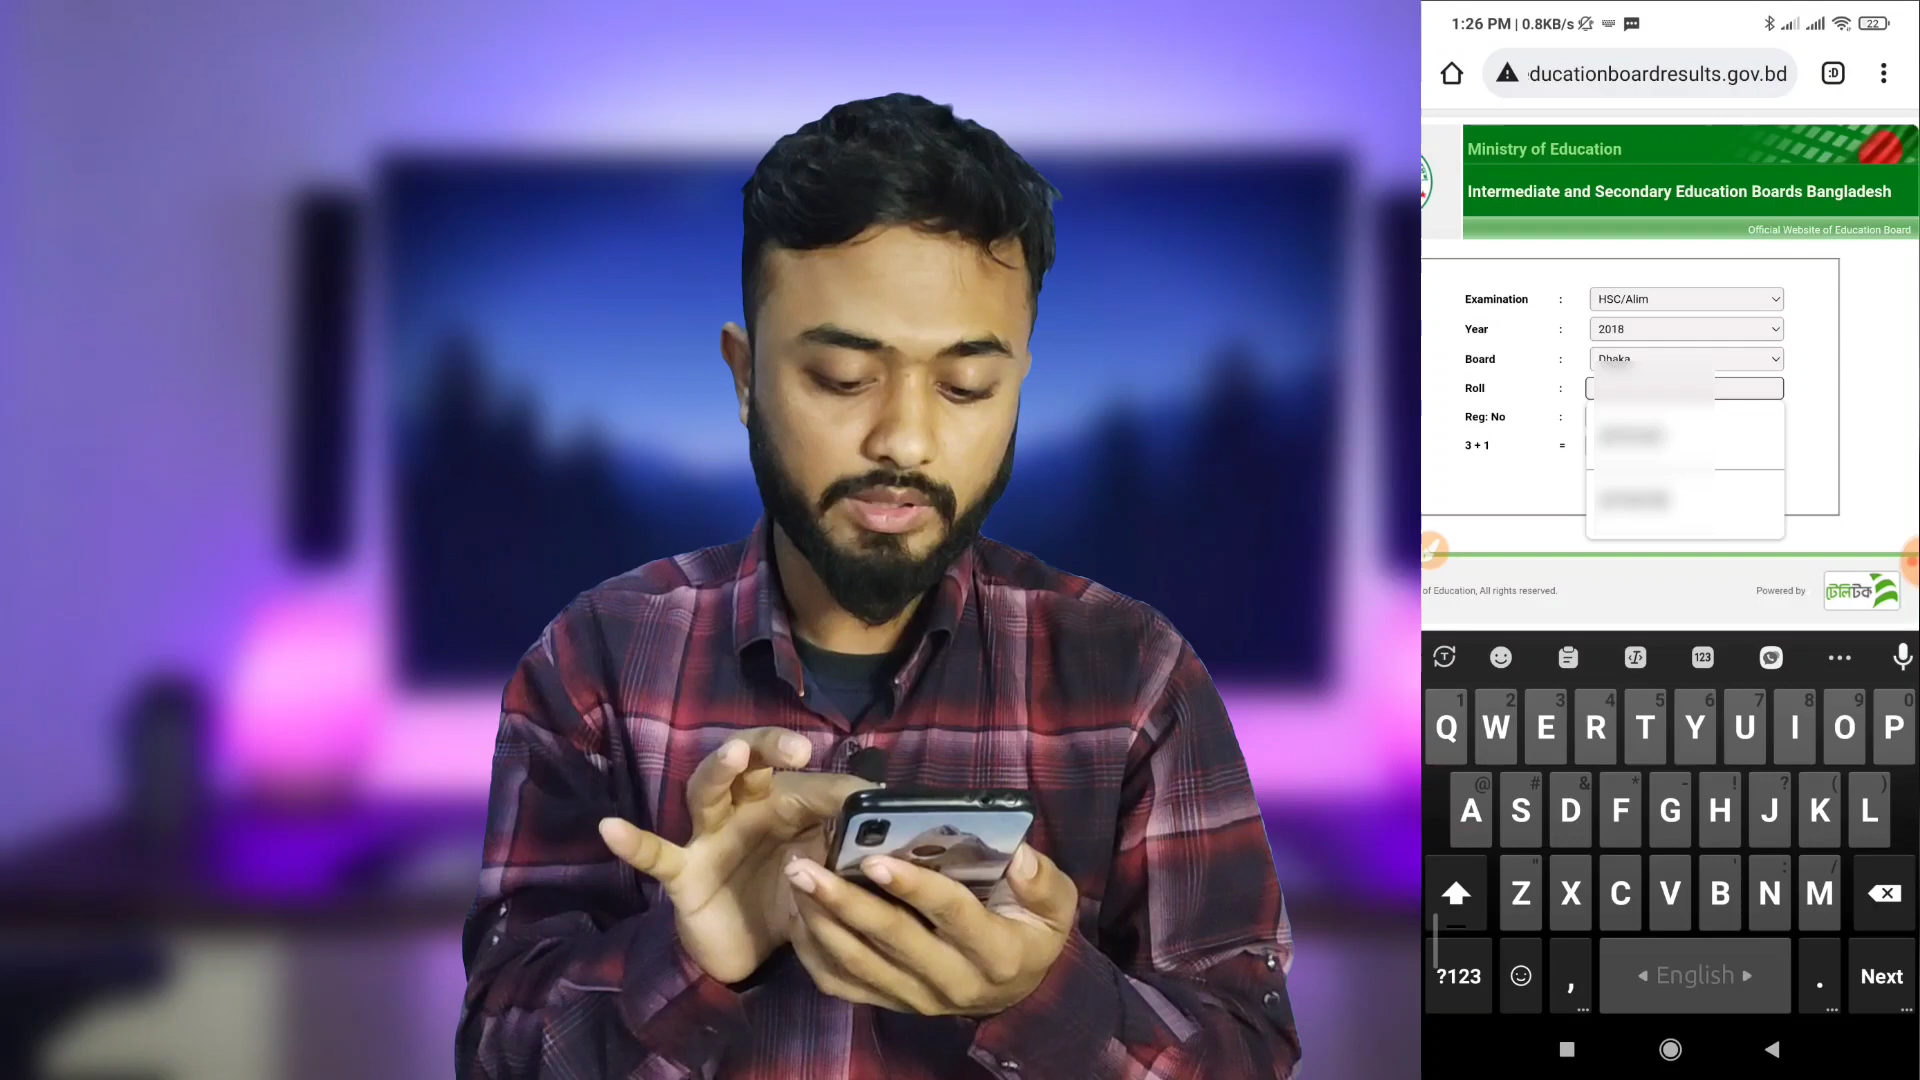 1:26 PM | 0.8KB/s 22
ducationboardresults.gov.bd :D
Ministry of Education
Intermediate and Secondary Education Boards Bangladesh
Official Website of Education Board
Examination : HSC/Alim
Year : 2018
Board : Dhaka
Roll :
Reg: No :
3 + 1 =
of Education, All rights reserved. Powered by টেলিটক
T 123
1 2 3 4 5 6 7 8 9 0
Q W E R T Y U I O P
@ # & * - ! ? ( )
A S D F G H J K L
" ' : /
Z X C V B N M
?123 , English . Next